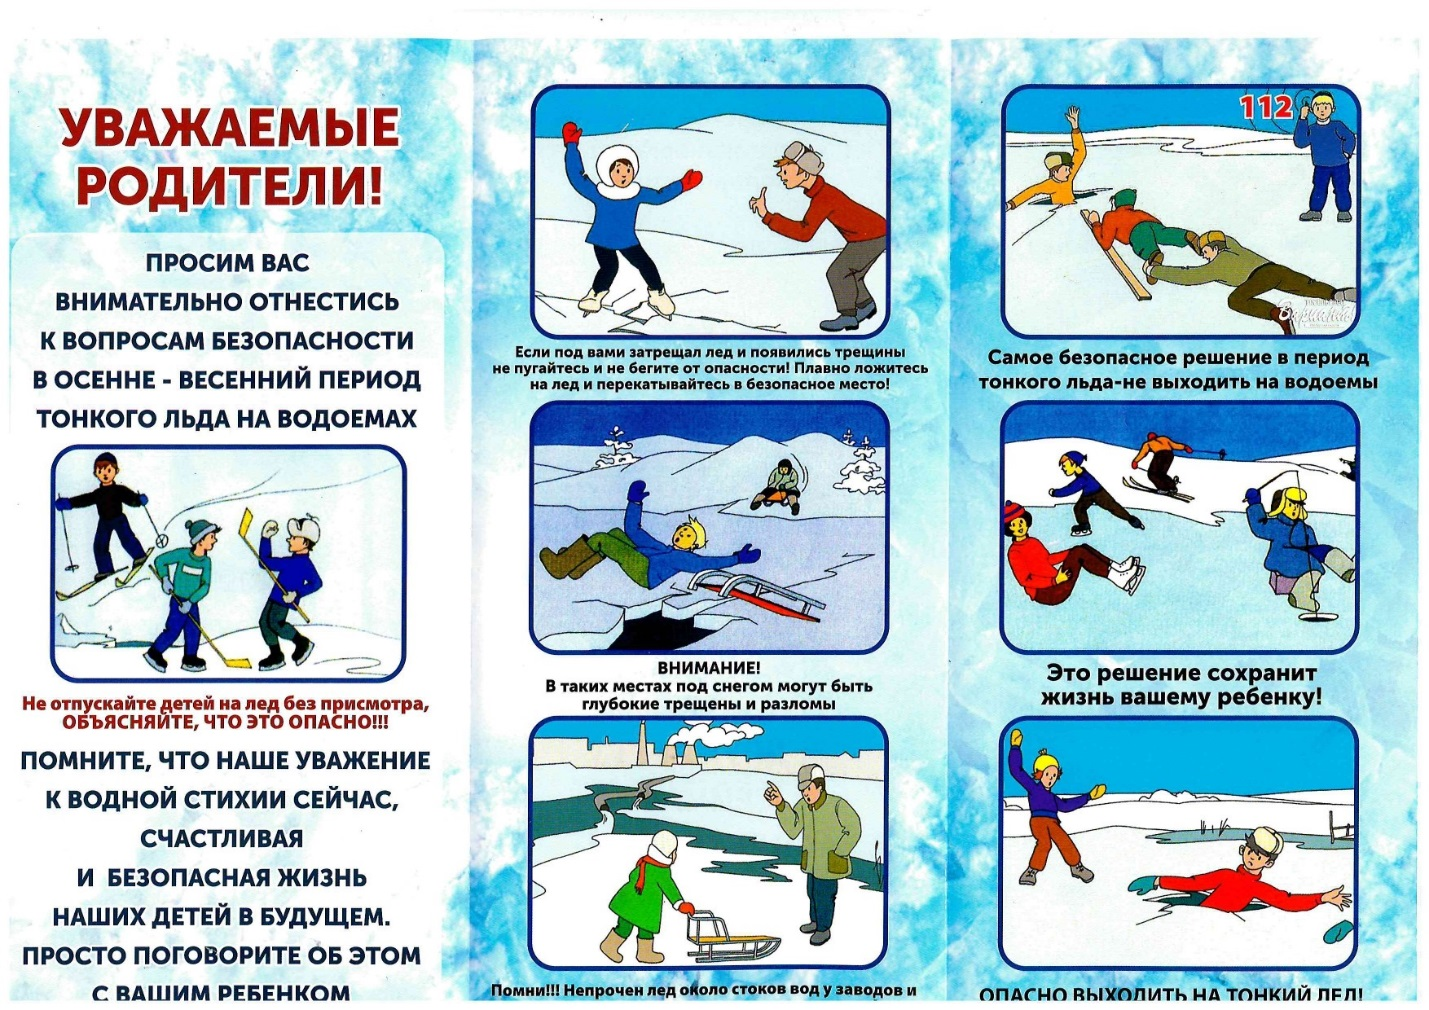 УВАЖАЕМЫЕ
РОДИТЕЛИ!
ПРОСИМ ВАС
ВНИМАТЕЛЬНО ОТНЕСТИСЬ
К ВОПРОСАМ БЕЗОПАСНОСТИ
В ОСЕННЕ - ВЕСЕННИЙ ПЕРИОД
ТОНКОГО ЛЬДА НА ВОДОЕМАХ
Не отпускайте детей на лед без присмотра,
ОБЪЯСНЯЙТЕ, ЧТО ЭТО ОПАСНО!!!
ПОМНИТЕ, ЧТО НАШЕ УВАЖЕНИЕ
К ВОДНОЙ СТИХИИ СЕЙЧАС,
СЧАСТЛИВАЯ
И БЕЗОПАСНАЯ ЖИЗНЬ
НАШИХ ДЕТЕЙ В БУДУЩЕМ.
ПРОСТО ПОГОВОРИТЕ ОБ ЭТОМ
С ВАШИМ РЕБЕНКОМ
Если под вами затрещал лед и появились трещины
не пугайтесь и не бегите от опасности! Плавно ложитесь
на лед и перекатывайтесь в безопасное место!
ВНИМАНИЕ!
В таких местах под снегом могут быть
глубокие трещены и разломы
Помни!!! Непрочен лед около стоков вод у заводов и
112
Самое безопасное решение в период
тонкого льда-не выходить на водоемы
Это решение сохранит
жизнь вашему ребенку!
ОПАСНО ВЫХОДИТЬ НА ТОНКИЙ ЛЕД!